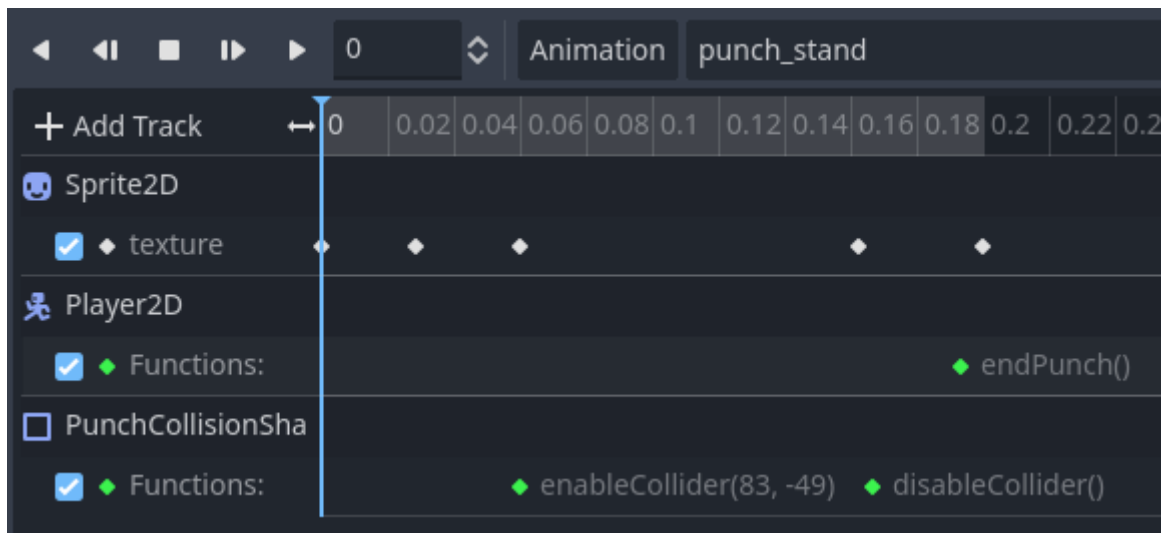 0 Animation punch_stand
Add Track 0 0.02 0.04 0.06 0.08 0.1 0.12 0.14 0.16 0.18 0.2 0.22 0.2
Sprite2D
texture
Player2D
Functions: endPunch()
PunchCollisionSha
Functions: enableCollider(83, -49) disableCollider()